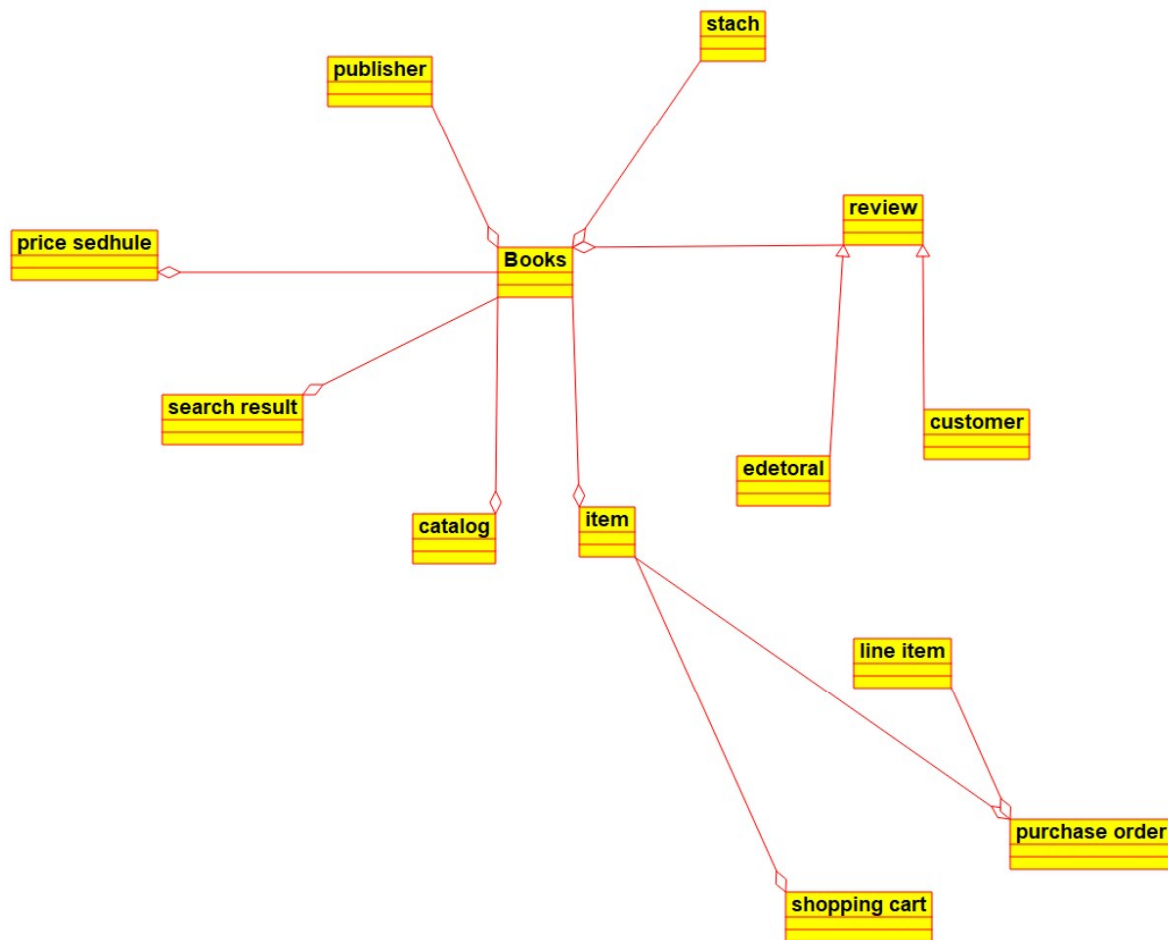 stach
publisher
review
price sedhule
Books
search result
customer
edetoral
catalog
item
line item
purchase order
shopping cart